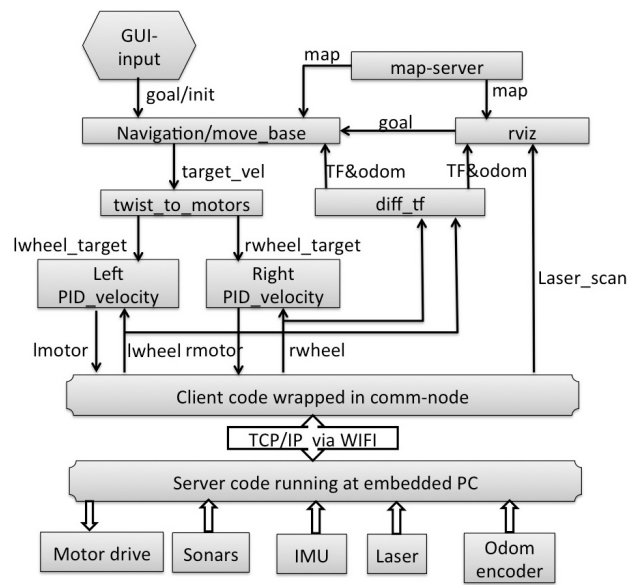 GUI-
input
map
map-server
goal/init
map
Navigation/move_base
goal
rviz
target_vel
TF&odom
TF&odom
twist_to_motors
diff_tf
lwheel_target
rwheel_target
Left
PID_velocity
Right
PID_velocity
Laser_scan
lmotor
lwheel
rmotor
rwheel
Client code wrapped in comm-node
TCP/IP via WIFI
Server code running at embedded PC
Motor drive
Sonars
IMU
Laser
Odom
encoder